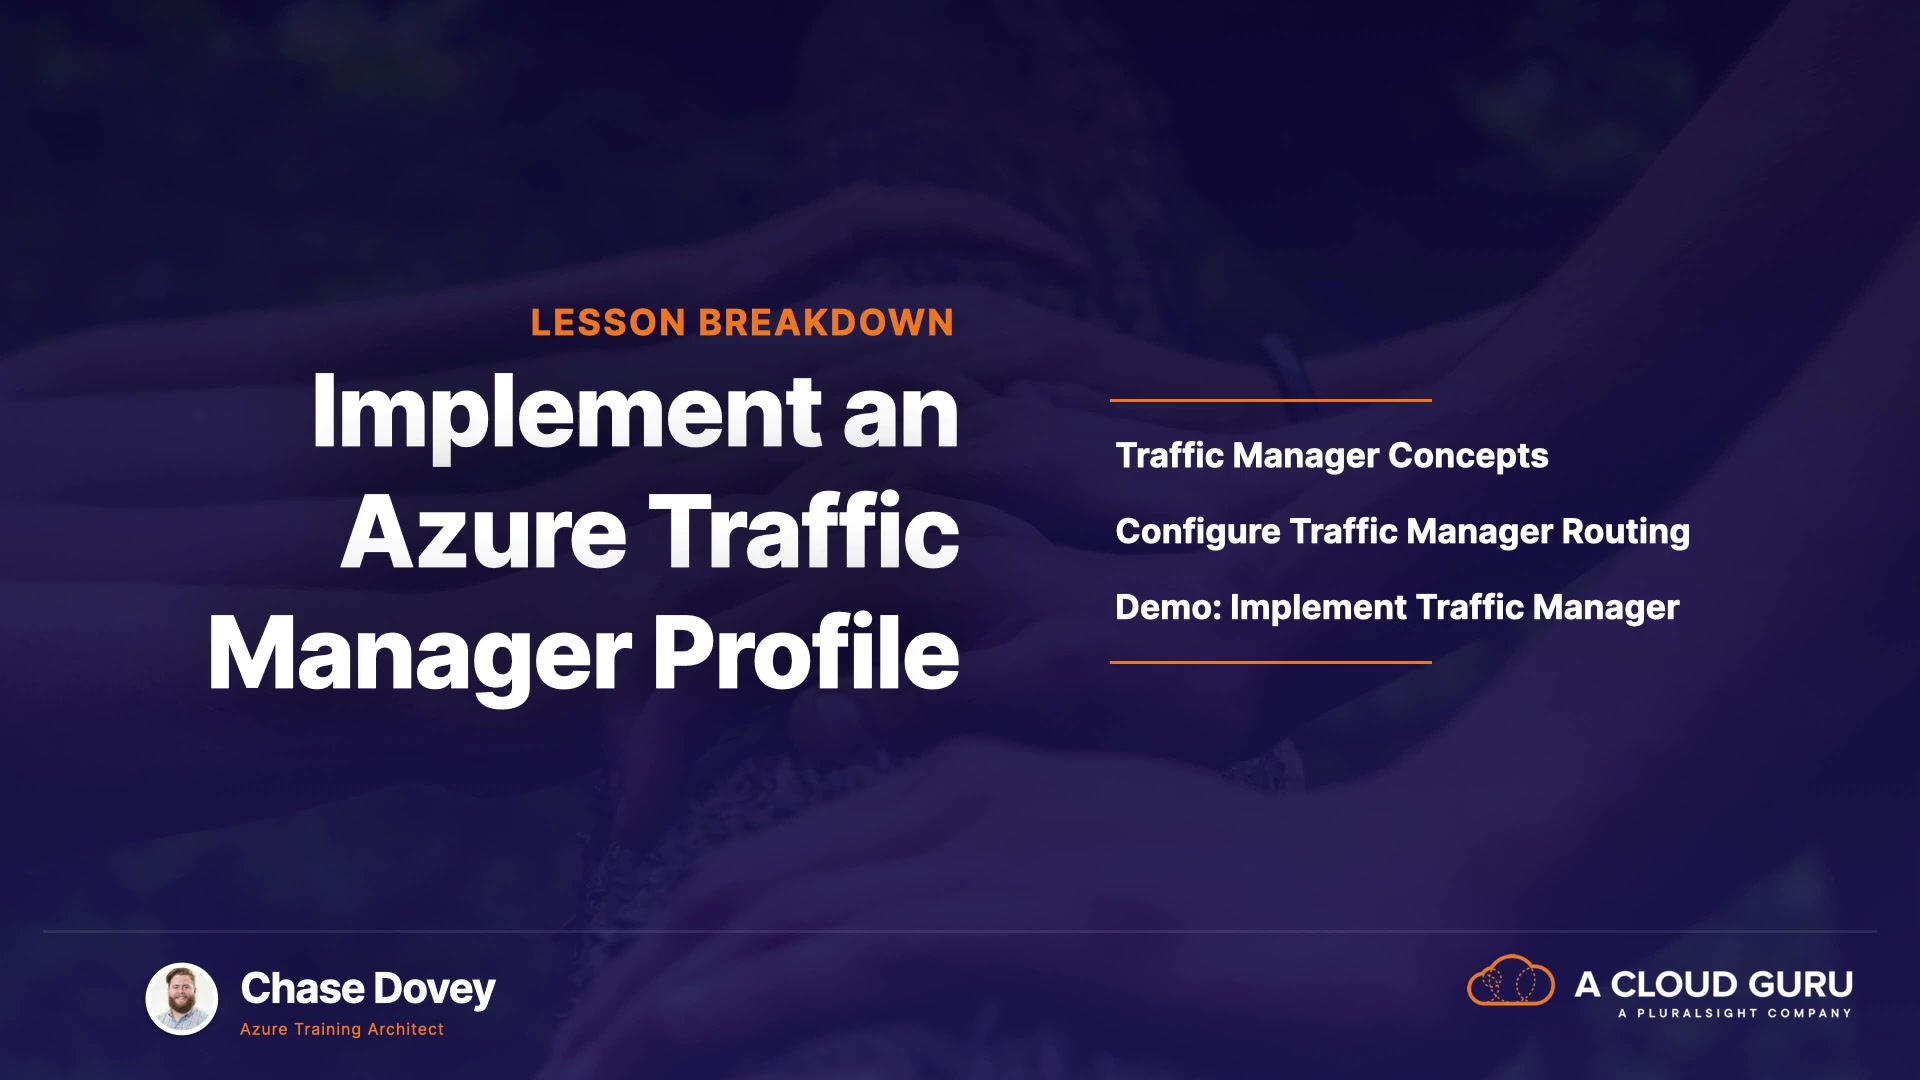 LESSON BREAKDOWN
Implement an
Azure Traffic
Manager Profile
Traffic Manager Concepts
Configure Traffic Manager Routing
Demo: Implement Traffic Manager
Chase Dovey
Azure Training Architect
A CLOUD GURU
A PLURALSIGHT COMPANY